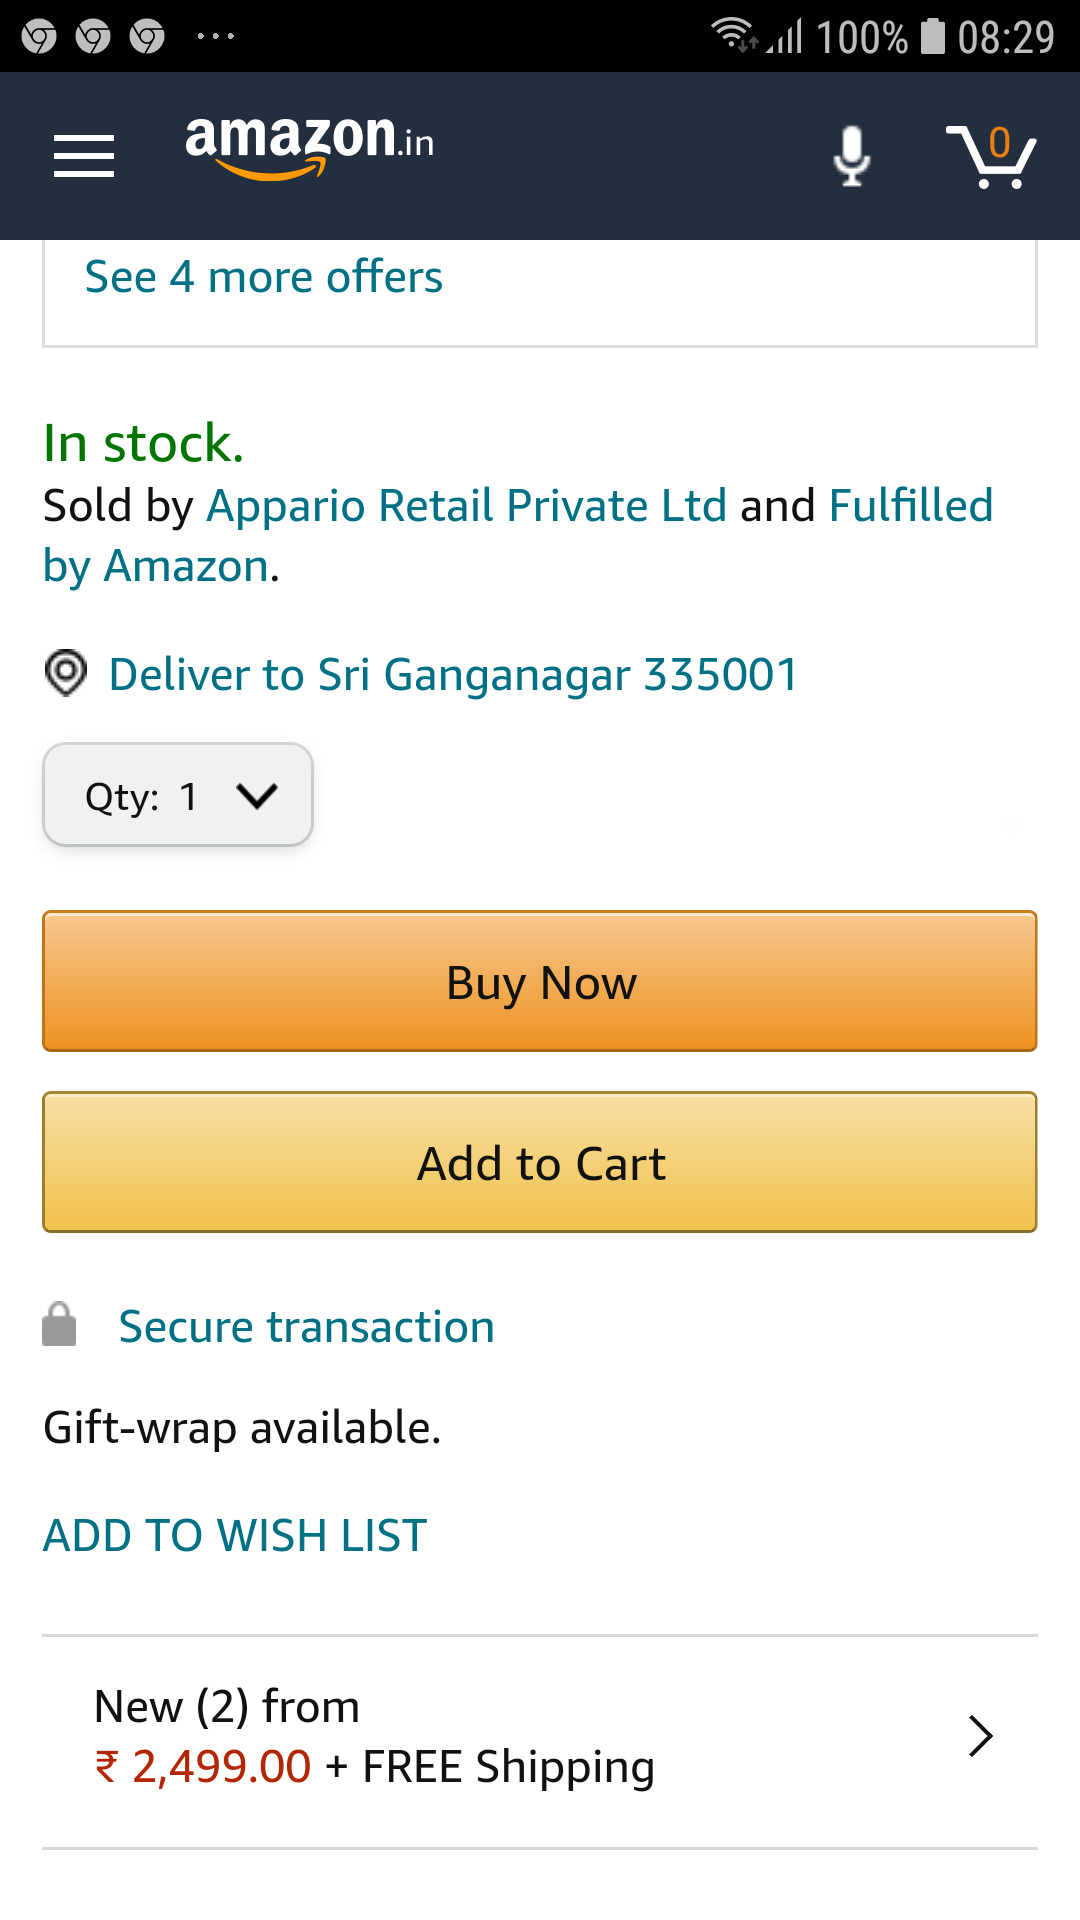 100% 08:29
amazon.in
0
See 4 more offers
In stock.
Sold by Appario Retail Private Ltd and Fulfilled
by Amazon.
Deliver to Sri Ganganagar 335001
Qty: 1
Buy Now
Add to Cart
Secure transaction
Gift-wrap available.
ADD TO WISH LIST
New (2) from
₹ 2,499.00 + FREE Shipping